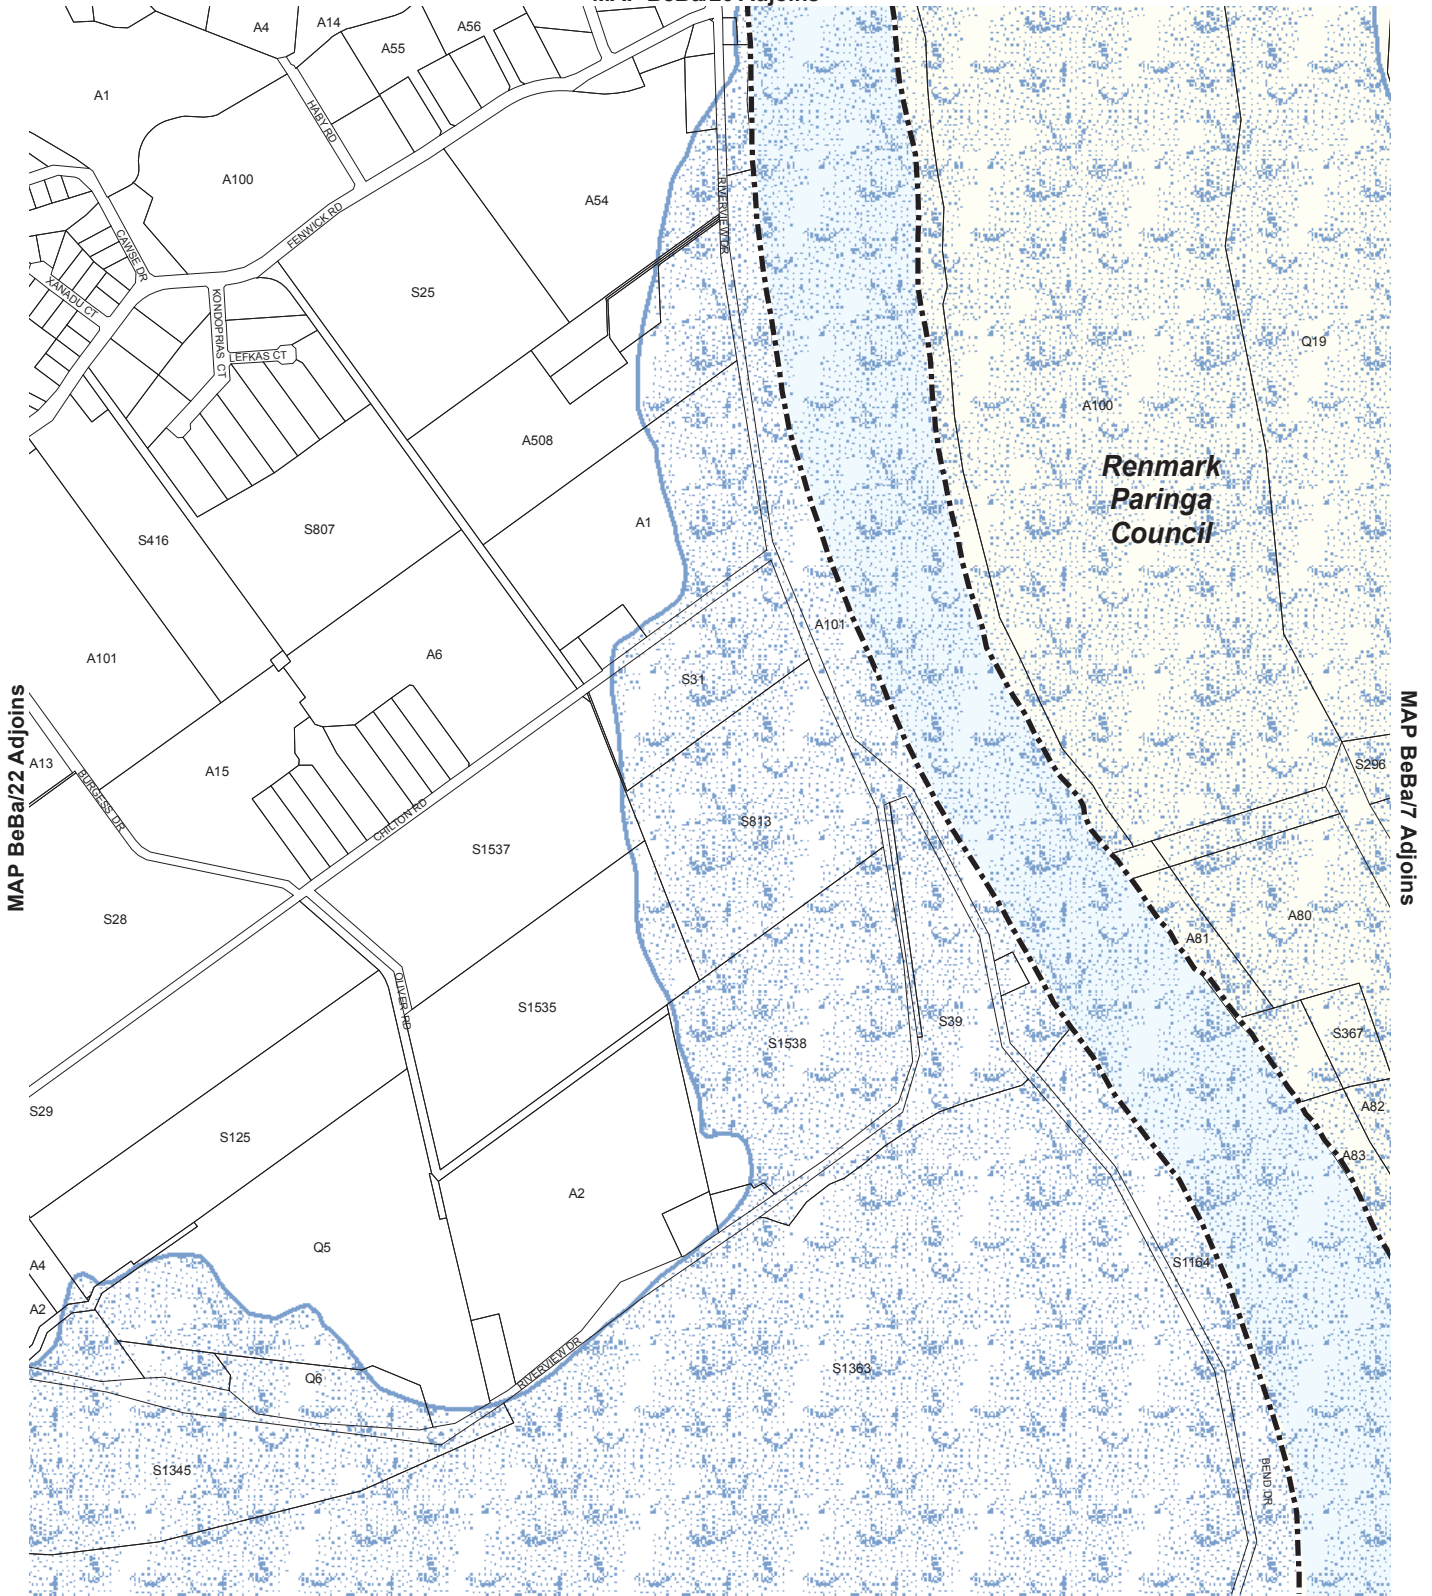 A4
A14
A56
A55
A1
HABY RD
A100
A54
RIVERVIEW DR
FENWICK RD
CAWSE DR
XANADU CT
KONDOPRIAS CT
LEFKAS CT
S25
Q19
A100
Renmark
Paringa
Council
A508
A1
S416
S807
A101
A6
A101
S31
MAP BeBa/22 Adjoins
MAP BeBa/7 Adjoins
A13
A15
BURGESS DR
CHILTON RD
S296
S813
S1537
S28
A80
A81
OLIVER RD
S1535
S1538
S39
S367
S29
A82
S125
A83
A2
Q5
A4
A2
S1164
RIVERVIEW DR
Q6
S1363
S1345
BEND DR